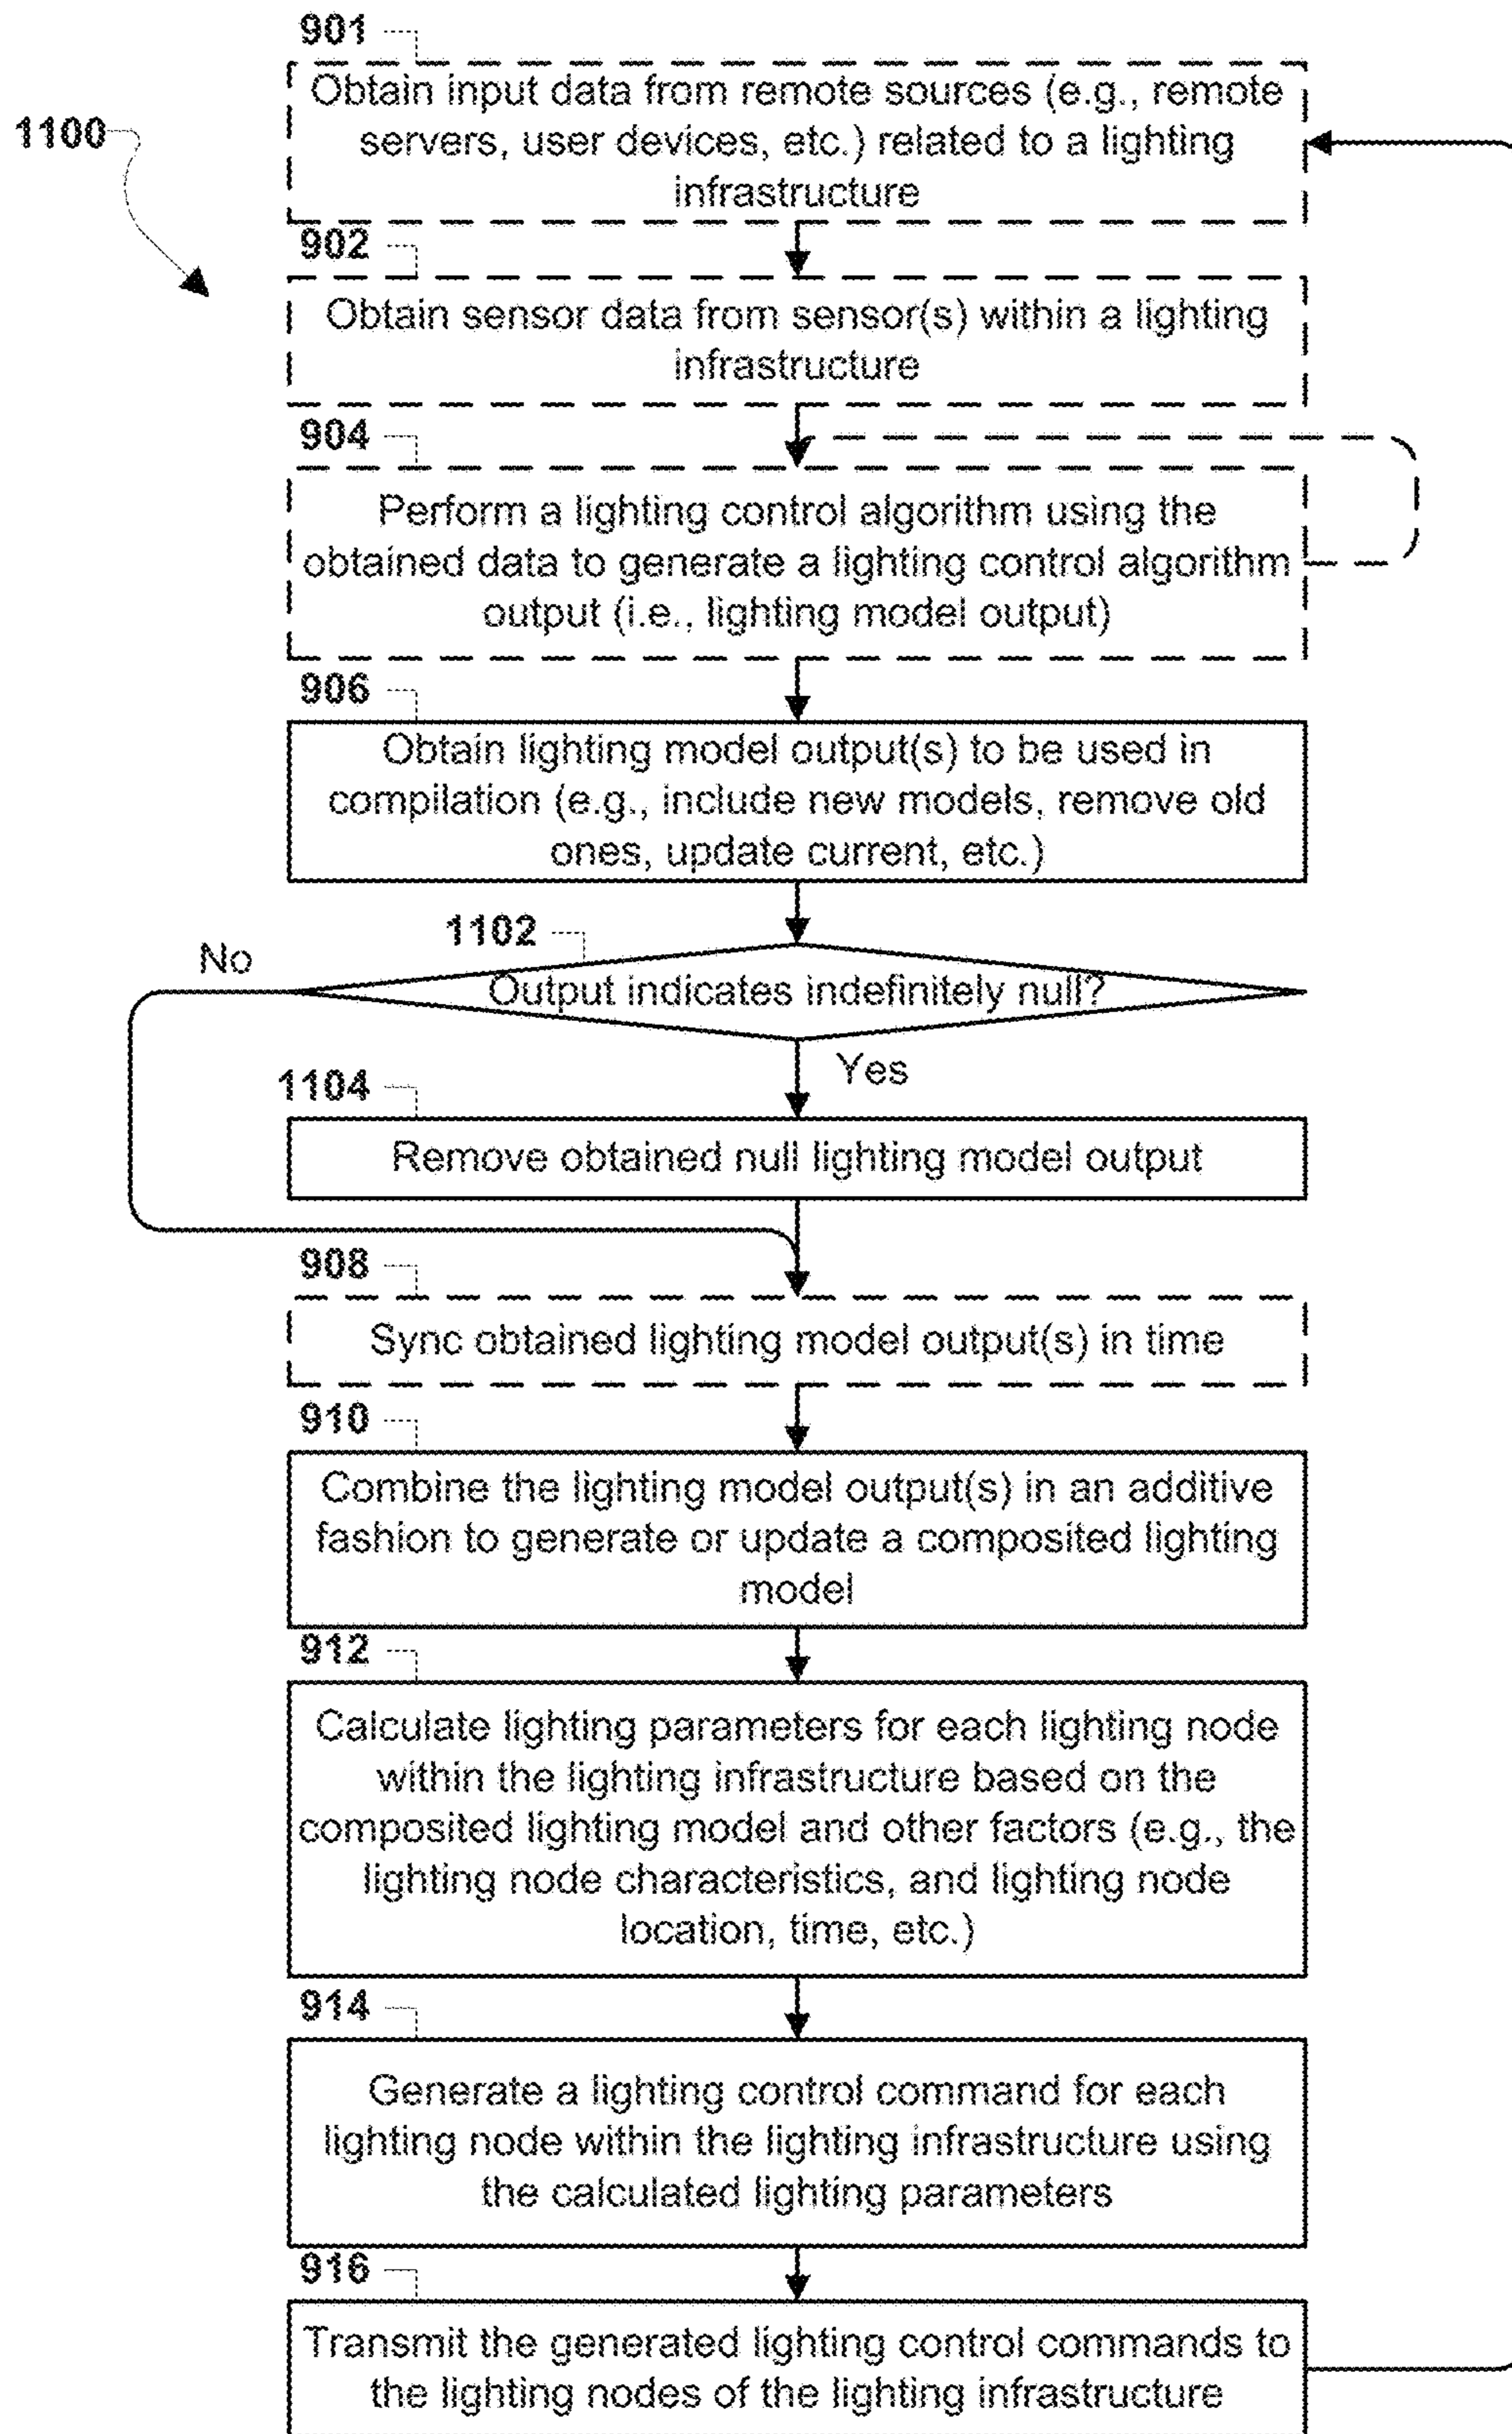 901
Obtain input data from remote sources (e.g., remote
servers, user devices, etc.) related to a lighting
infrastructure
1100
902
Obtain sensor data from sensor(s) within a lighting
infrastructure
904
Perform a lighting control algorithm using the
obtained data to generate a lighting control algorithm
output (i.e., lighting model output)
906
Obtain lighting model output(s) to be used in
compilation (e.g., include new models, remove old
ones, update current, etc.)
1102
No
Output indicates indefinitely null?
Yes
1104
Remove obtained null lighting model output
908
Sync obtained lighting model output(s) in time
910
Combine the lighting model output(s) in an additive
fashion to generate or update a composited lighting
model
912
Calculate lighting parameters for each lighting node
within the lighting infrastructure based on the
composited lighting model and other factors (e.g., the
lighting node characteristics, and lighting node
location, time, etc.)
914
Generate a lighting control command for each
lighting node within the lighting infrastructure using
the calculated lighting parameters
916
Transmit the generated lighting control commands to
the lighting nodes of the lighting infrastructure